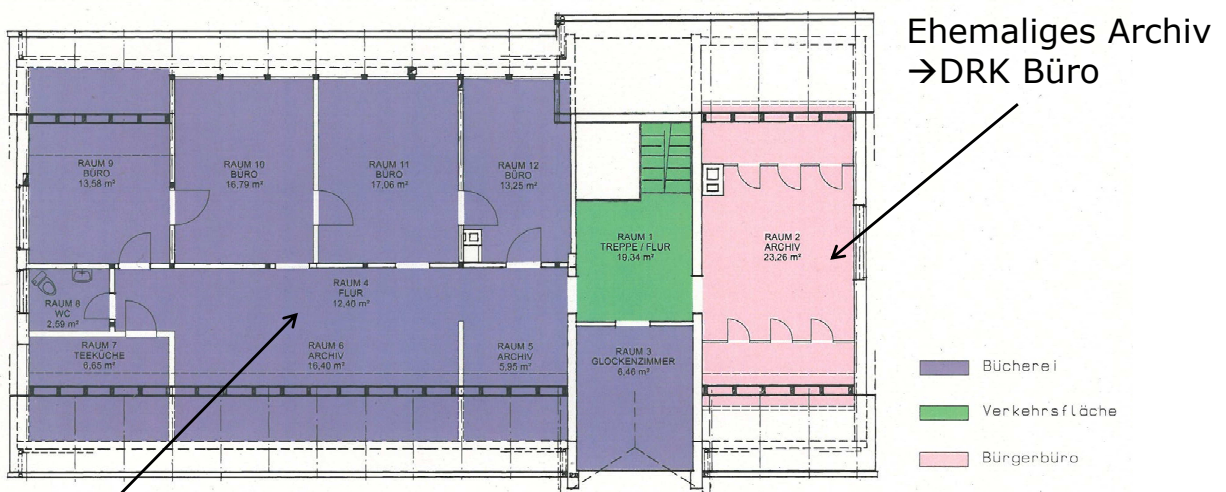 Ehemaliges Archiv
→DRK Büro
RAUM 9
BÜRO
13,58 m²
RAUM 10
BÜRO
16,79 m²
RAUM 11
BÜRO
17,06 m²
RAUM 12
BÜRO
13,25 m²
RAUM 1
TREPPE / FLUR
19,34 m²
RAUM 2
ARCHIV
23,26 m²
RAUM 4
FLUR
12,40 m²
RAUM 8
WC
2,59 m²
RAUM 7
TEEKÜCHE
6,65 m²
RAUM 6
ARCHIV
16,40 m²
RAUM 5
ARCHIV
5,95 m²
RAUM 3
GLOCKENZIMMER
6,46 m²
Bücherei
Verkehrsfläche
Bürgerbüro